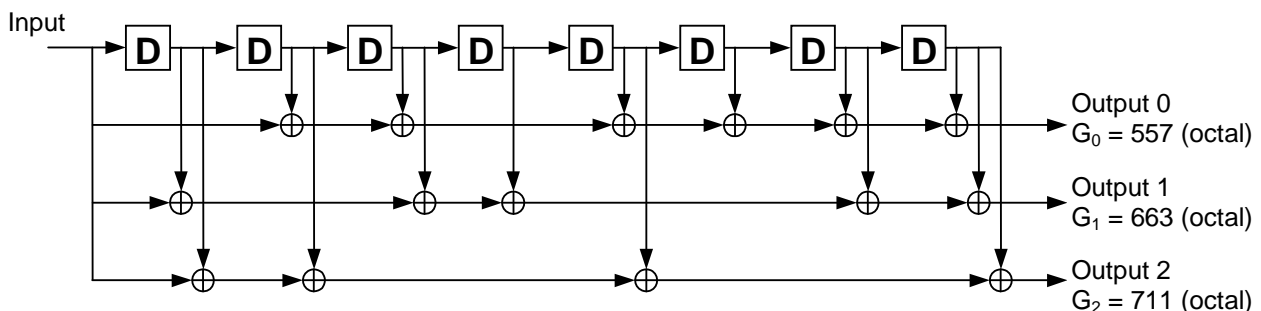 Input
D D D D D D D D
Output 0
G₀ = 557 (octal)
Output 1
G₁ = 663 (octal)
Output 2
G₂ = 711 (octal)